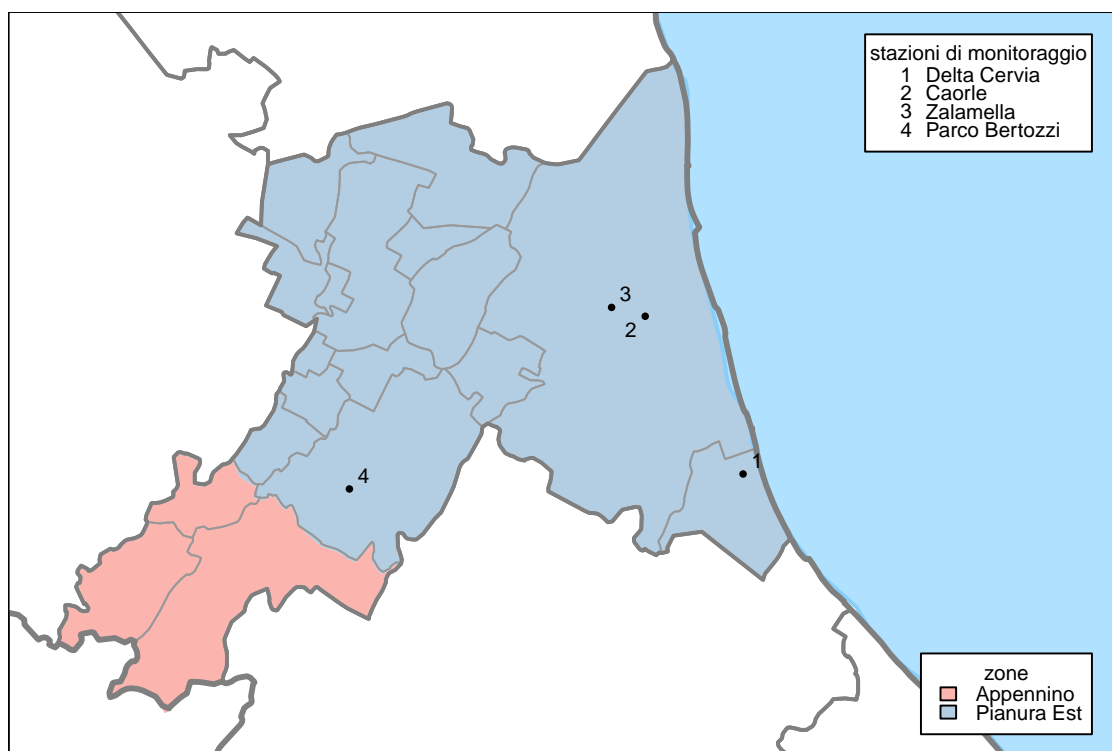 stazioni di monitoraggio
1 Delta Cervia
2 Caorle
3 Zalamella
4 Parco Bertozzi
3
2
1
4
zone
Appennino
Pianura Est